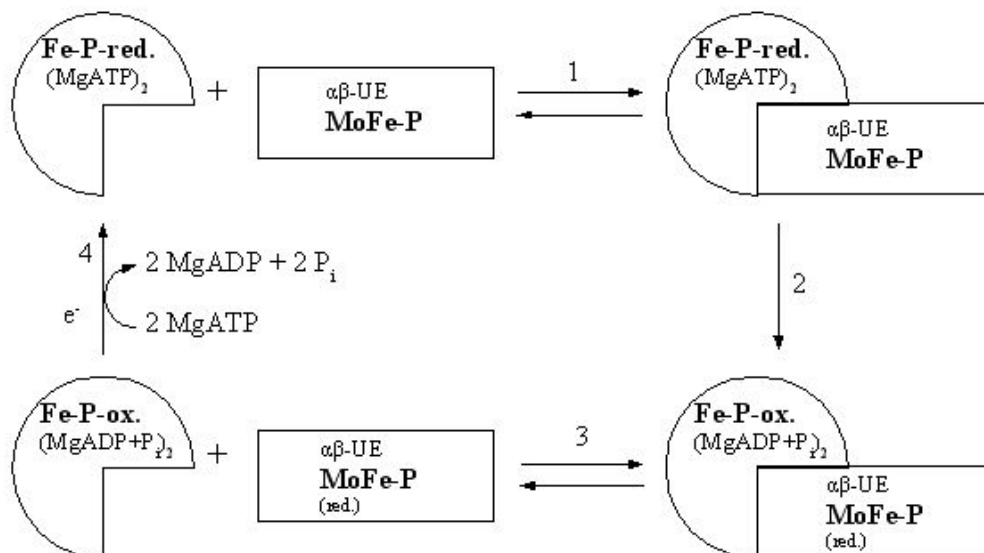 Fe-P-red.
(MgATP)₂
+
αβ-UE
MoFe-P
1
Fe-P-red.
(MgATP)₂
αβ-UE
MoFe-P
4
e⁻
2 MgADP + 2 Pᵢ
2 MgATP
2
Fe-P-ox.
(MgADP+Pᵢ)₂
+
αβ-UE
MoFe-P
(red.)
3
Fe-P-ox.
(MgADP+Pᵢ)₂
αβ-UE
MoFe-P
(red.)